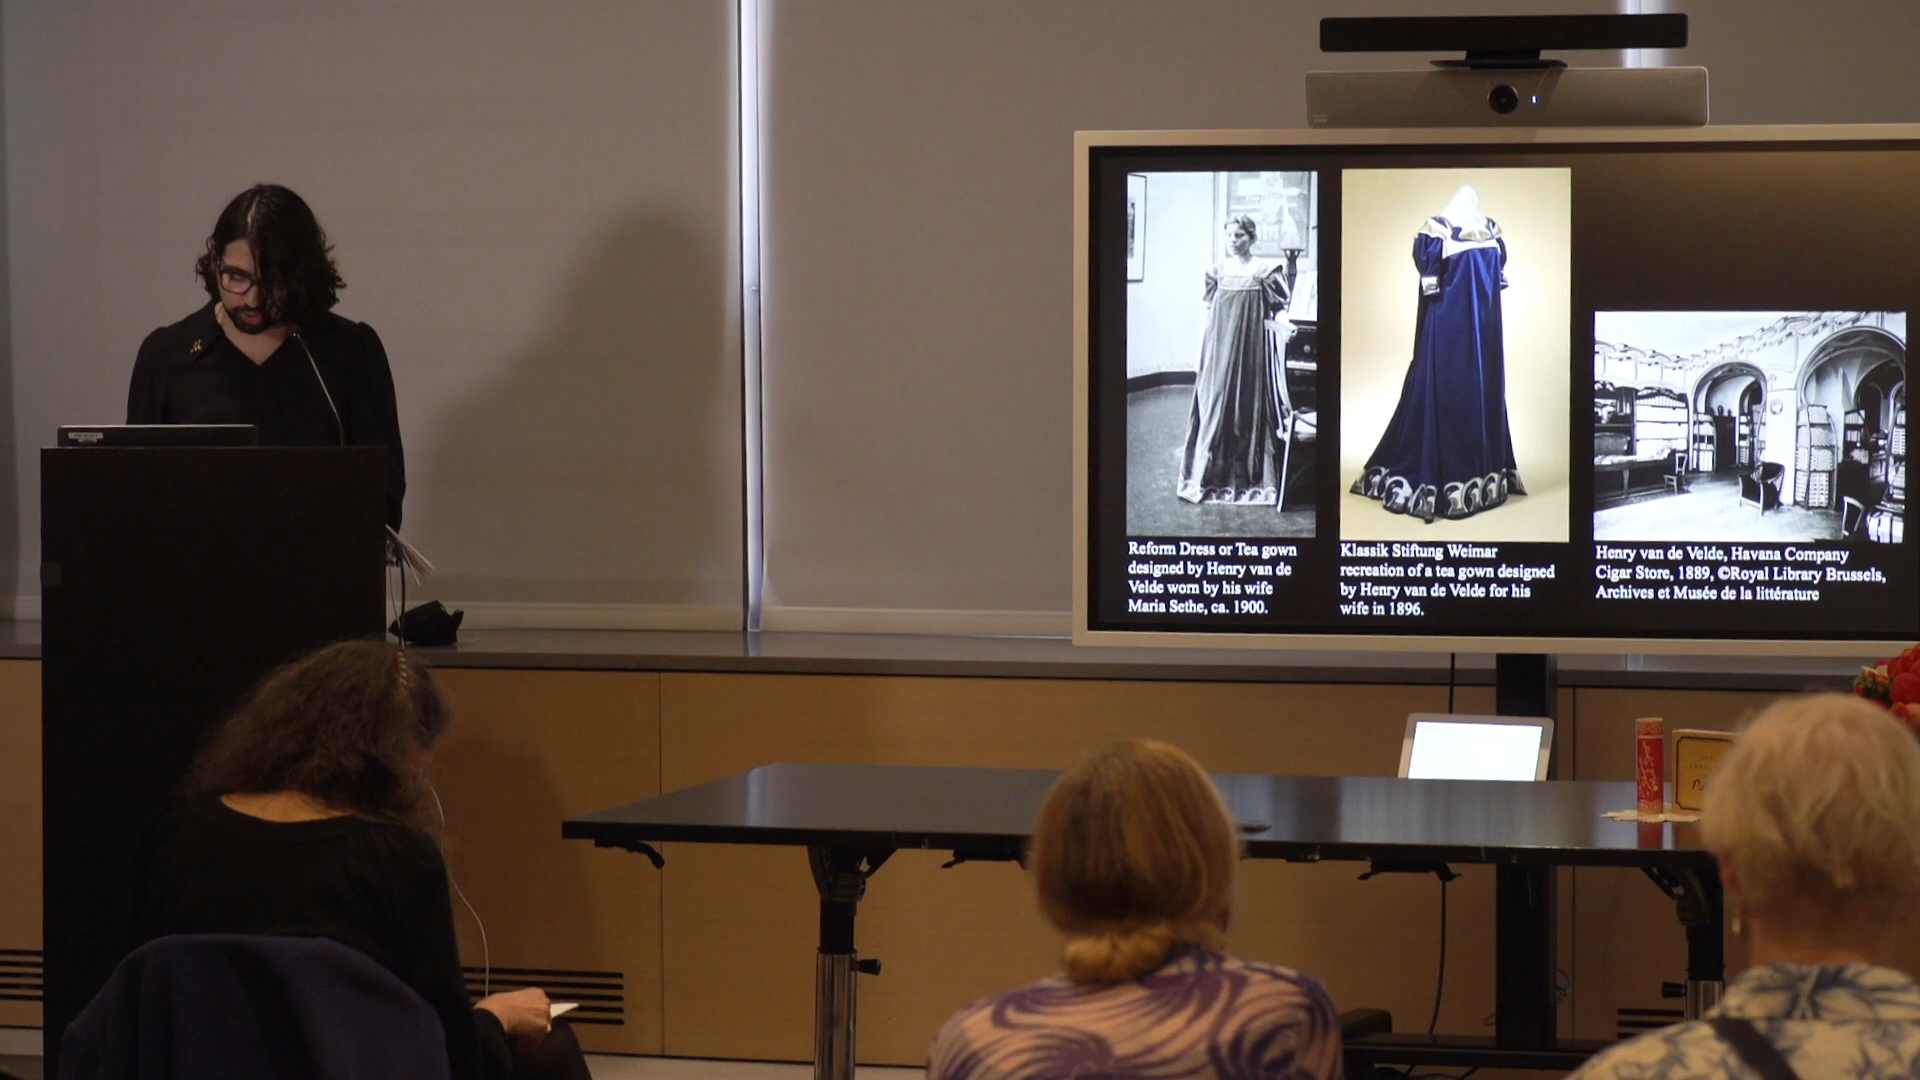 Reform Dress or Tea gown
designed by Henry van de
Velde worn by his wife
Maria Sethe, ca. 1900.
Klassik Stiftung Weimar
recreation of a tea gown designed
by Henry van de Velde for his
wife in 1896.
Henry van de Velde, Havana Company
Cigar Store, 1889, ©Royal Library Brussels,
Archives et Musée de la littérature